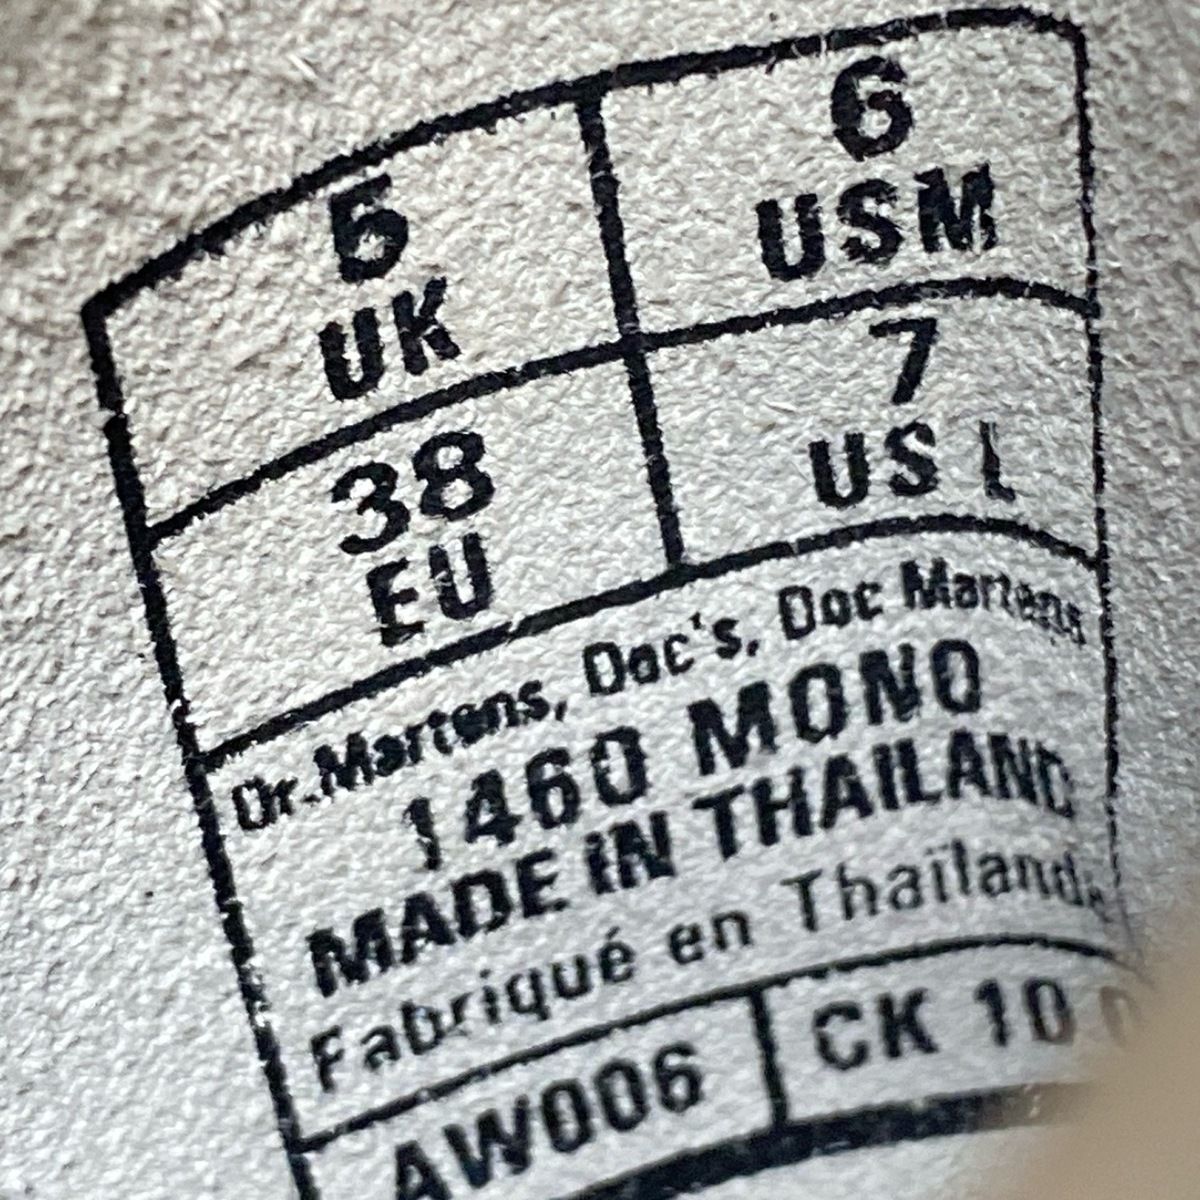 5
UK
6
USM
38
EU
7
US L
Dr.Martens, Doc's, Doc Martens
1460 MONO
MADE IN THAILAND
Fabriqué en Thaïlande
AW006
CK 10